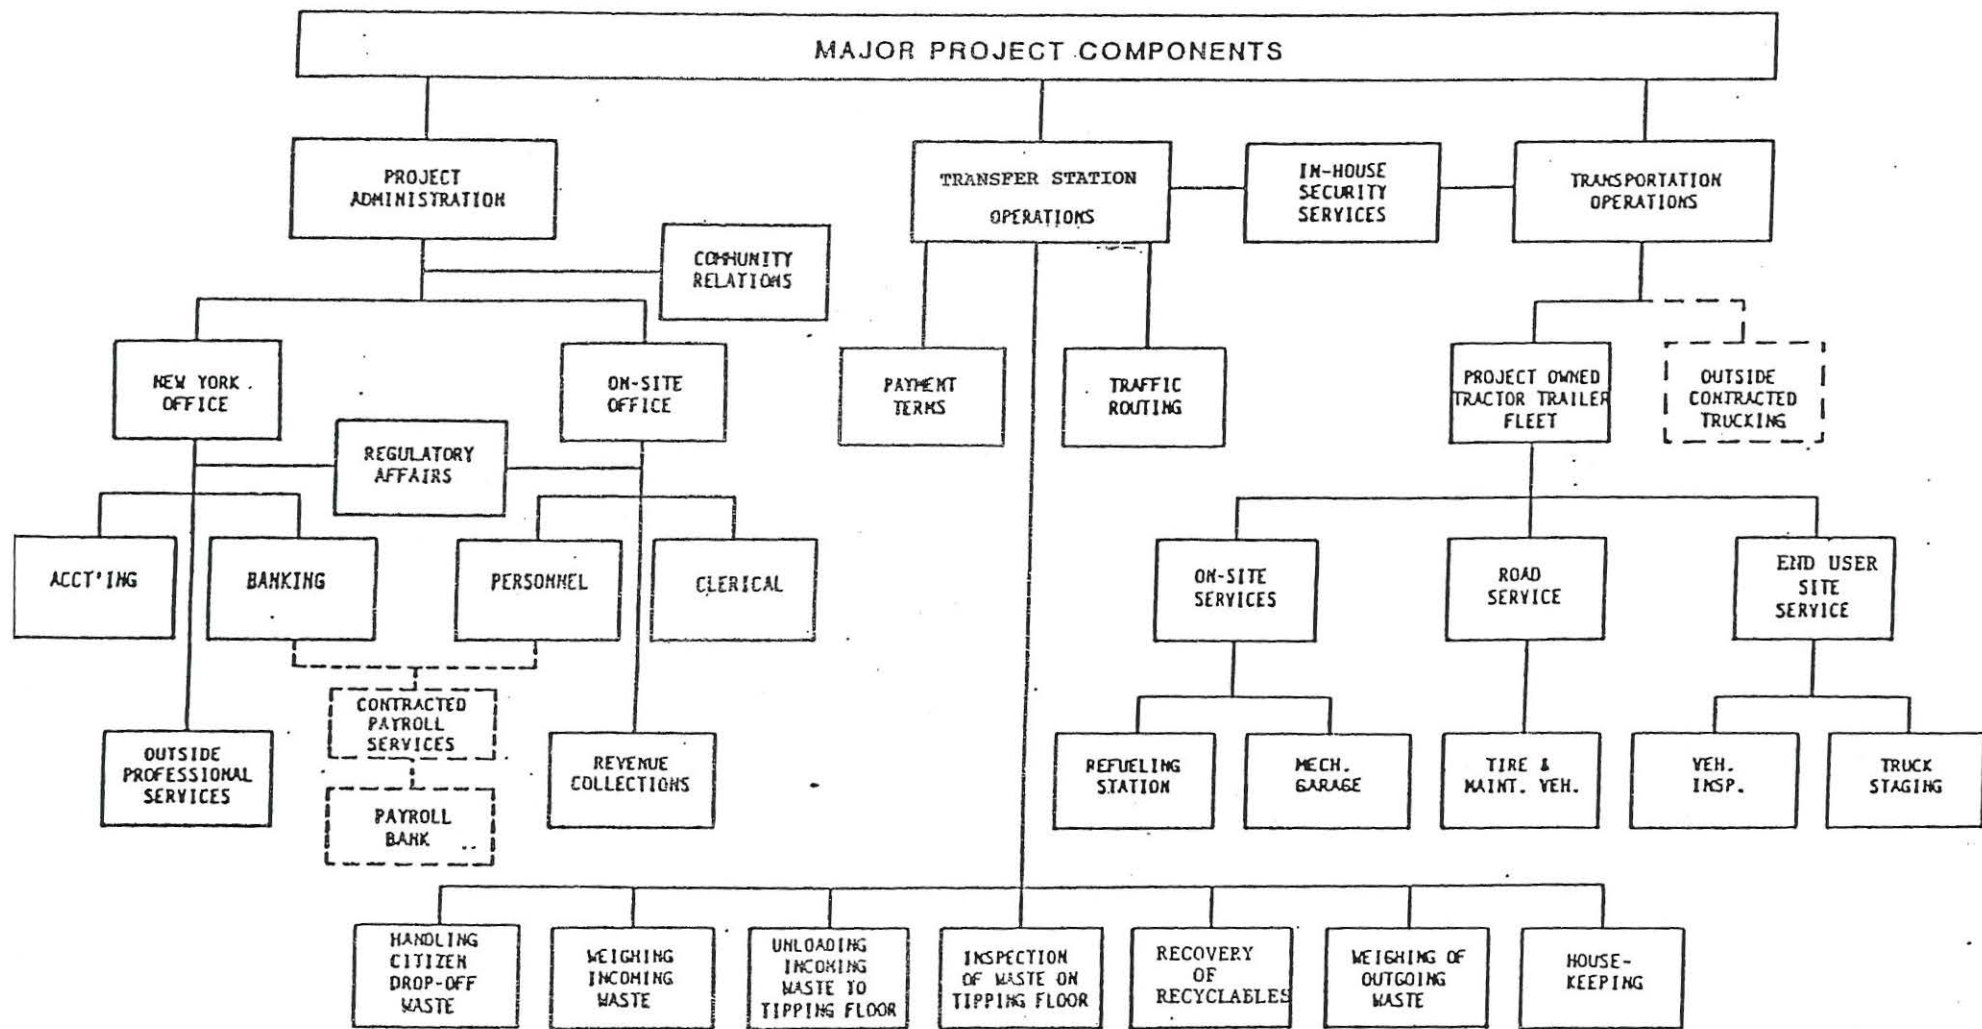 MAJOR PROJECT COMPONENTS
PROJECT
ADMINISTRATION
TRANSFER STATION
OPERATIONS
IN-HOUSE
SECURITY
SERVICES
TRANSPORTATION
OPERATIONS
COMMUNITY
RELATIONS
NEW YORK
OFFICE
ON-SITE
OFFICE
PAYMENT
TERMS
TRAFFIC
ROUTING
PROJECT OWNED
TRACTOR TRAILER
FLEET
OUTSIDE
CONTRACTED
TRUCKING
REGULATORY
AFFAIRS
ACCT'ING
BANKING
PERSONNEL
CLERICAL
ON-SITE
SERVICES
ROAD
SERVICE
END USER
SITE
SERVICE
CONTRACTED
PAYROLL
SERVICES
OUTSIDE
PROFESSIONAL
SERVICES
REVENUE
COLLECTIONS
PAYROLL
BANK
REFUELING
STATION
MECH.
GARAGE
TIRE &
MAINT. VEH.
VEH.
INSP.
TRUCK
STAGING
HANDLING
CITIZEN
DROP-OFF
WASTE
WEIGHING
INCOMING
WASTE
UNLOADING
INCOMING
WASTE TO
TIPPING FLOOR
INSPECTION
OF WASTE ON
TIPPING FLOOR
RECOVERY
OF
RECYCLABLES
WEIGHING OF
OUTGOING
WASTE
HOUSE-
KEEPING